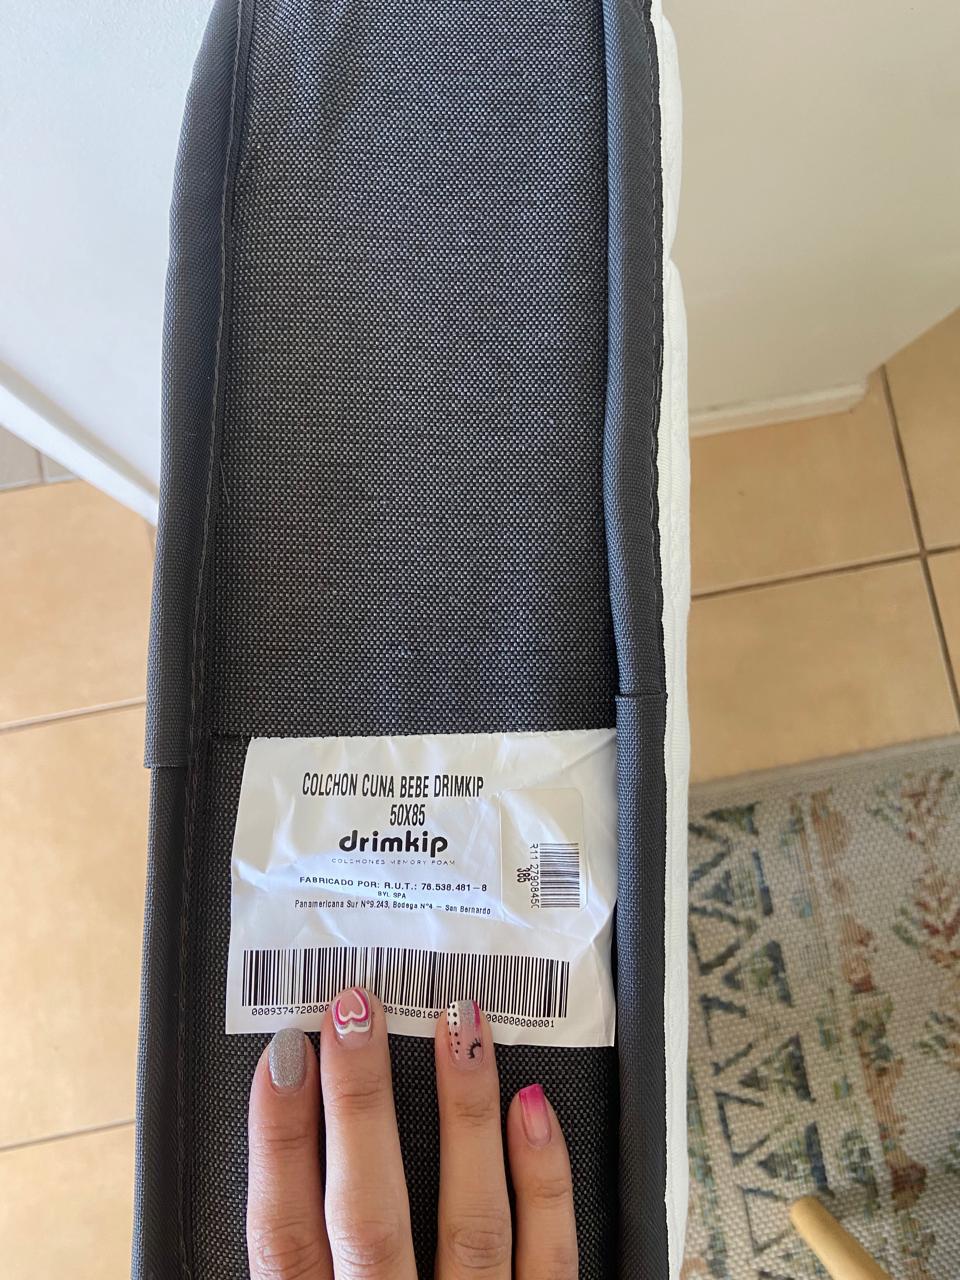 COLCHON CUNA BEBE DRIMKIP
50X85
drimkip
COLCHONES MEMORY FOAM
FABRICADO POR: R.U.T.: 76.538.481-8
BYL SPA
Panamericana Sur Nº9.243, Bodega Nº4 - San Bernardo
385